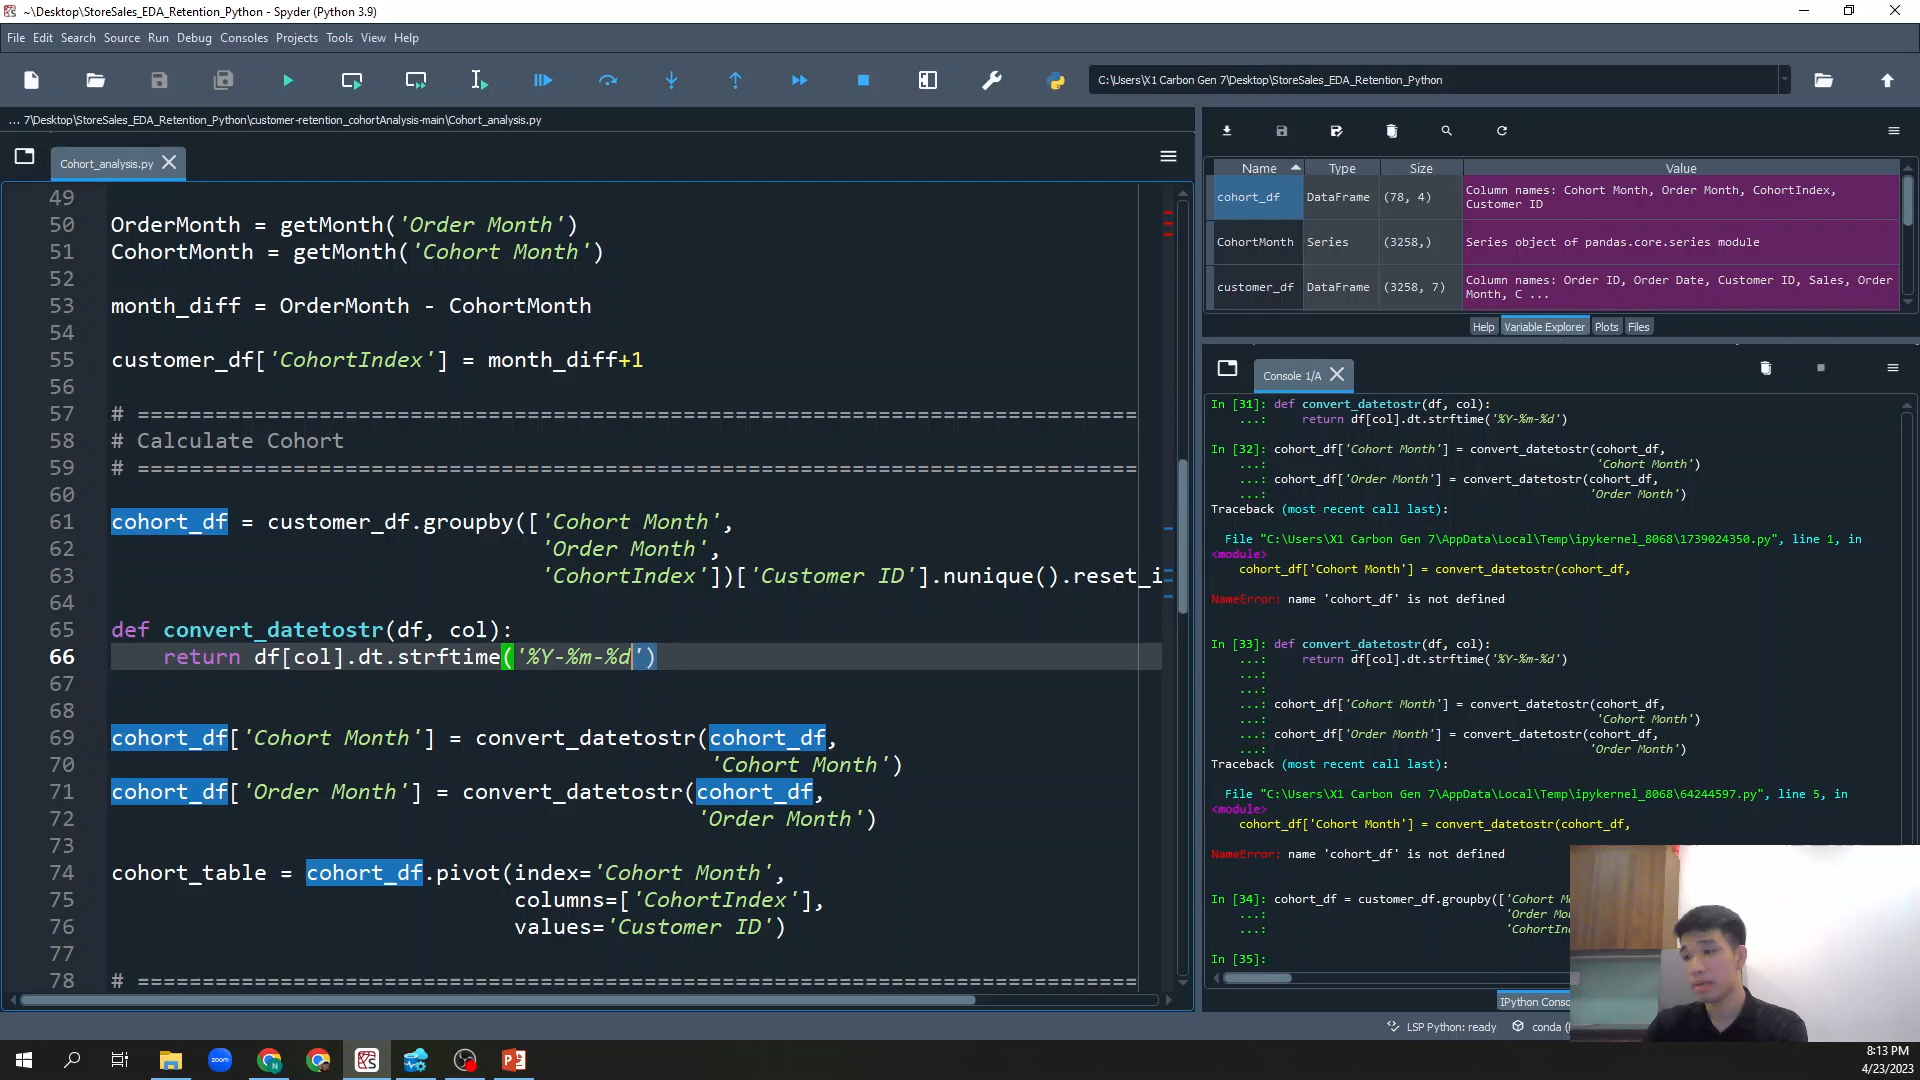 ~\Desktop\StoreSales_EDA_Retention_Python - Spyder (Python 3.9)
File Edit Search Source Run Debug Consoles Projects Tools View Help
C:\Users\X1 Carbon Gen 7\Desktop\StoreSales_EDA_Retention_Python
... 7\Desktop\StoreSales_EDA_Retention_Python\customer-retention_cohortAnalysis-main\Cohort_analysis.py
Cohort_analysis.py
49
50 OrderMonth = getMonth('Order Month')
51 CohortMonth = getMonth('Cohort Month')
52
53 month_diff = OrderMonth - CohortMonth
54
55 customer_df['CohortIndex'] = month_diff+1
56
57 # =============================================================================
58 # Calculate Cohort
59 # =============================================================================
60
61 cohort_df = customer_df.groupby(['Cohort Month',
62 'Order Month',
63 'CohortIndex'])['Customer ID'].nunique().reset_i
64
65 def convert_datetostr(df, col):
66 return df[col].dt.strftime('%Y-%m-%d')
67
68
69 cohort_df['Cohort Month'] = convert_datetostr(cohort_df,
70 'Cohort Month')
71 cohort_df['Order Month'] = convert_datetostr(cohort_df,
72 'Order Month')
73
74 cohort_table = cohort_df.pivot(index='Cohort Month',
75 columns=['CohortIndex'],
76 values='Customer ID')
77
78 # =============================================================================
Name Type Size Value
cohort_df DataFrame (78, 4) Column names: Cohort Month, Order Month, CohortIndex,
Customer ID
CohortMonth Series (3258,) Series object of pandas.core.series module
customer_df DataFrame (3258, 7) Column names: Order ID, Order Date, Customer ID, Sales, Order
Month, C ...
Help Variable Explorer Plots Files
Console 1/A
In [31]: def convert_datetostr(df, col):
...: return df[col].dt.strftime('%Y-%m-%d')
In [32]: cohort_df['Cohort Month'] = convert_datetostr(cohort_df,
...: 'Cohort Month')
...: cohort_df['Order Month'] = convert_datetostr(cohort_df,
...: 'Order Month')
Traceback (most recent call last):
File "C:\Users\X1 Carbon Gen 7\AppData\Local\Temp\ipykernel_8068\1739024350.py", line 1, in
<module>
cohort_df['Cohort Month'] = convert_datetostr(cohort_df,
NameError: name 'cohort_df' is not defined
In [33]: def convert_datetostr(df, col):
...: return df[col].dt.strftime('%Y-%m-%d')
...:
...:
...: cohort_df['Cohort Month'] = convert_datetostr(cohort_df,
...: 'Cohort Month')
...: cohort_df['Order Month'] = convert_datetostr(cohort_df,
...: 'Order Month')
Traceback (most recent call last):
File "C:\Users\X1 Carbon Gen 7\AppData\Local\Temp\ipykernel_8068\64244597.py", line 5, in
<module>
cohort_df['Cohort Month'] = convert_datetostr(cohort_df,
NameError: name 'cohort_df' is not defined
In [34]: cohort_df = customer_df.groupby(['Cohort M
...: 'Order Mo
...: 'CohortIn
In [35]:
IPython Conso
LSP Python: ready conda (
zoom
8:13 PM
4/23/2023